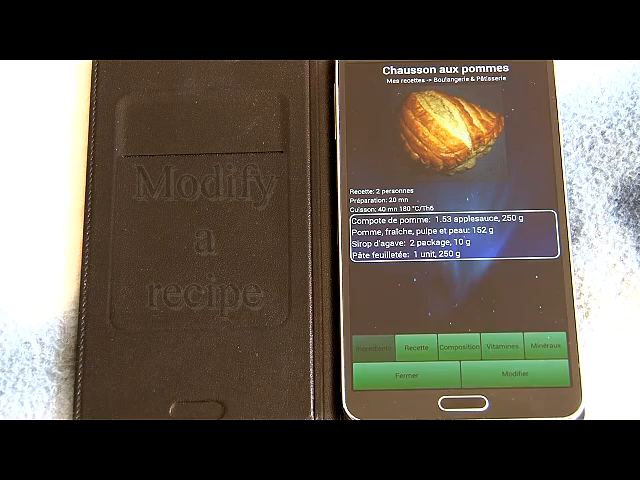 Modify
a
recipe
Chausson aux pommes
Mes recettes -> Boulangerie & Pâtisserie
Recette: 2 personnes
Préparation: 20 mn
Cuisson: 40 mn 180 °C/Th6
Compote de pomme: 1.53 applesauce, 250 g
Pomme, fraîche, pulpe et peau: 152 g
Sirop d'agave: 2 package, 10 g
Pâte feuilletée: 1 unit, 250 g
Ingrédients Recette Composition Vitamines Minéraux
Fermer Modifier